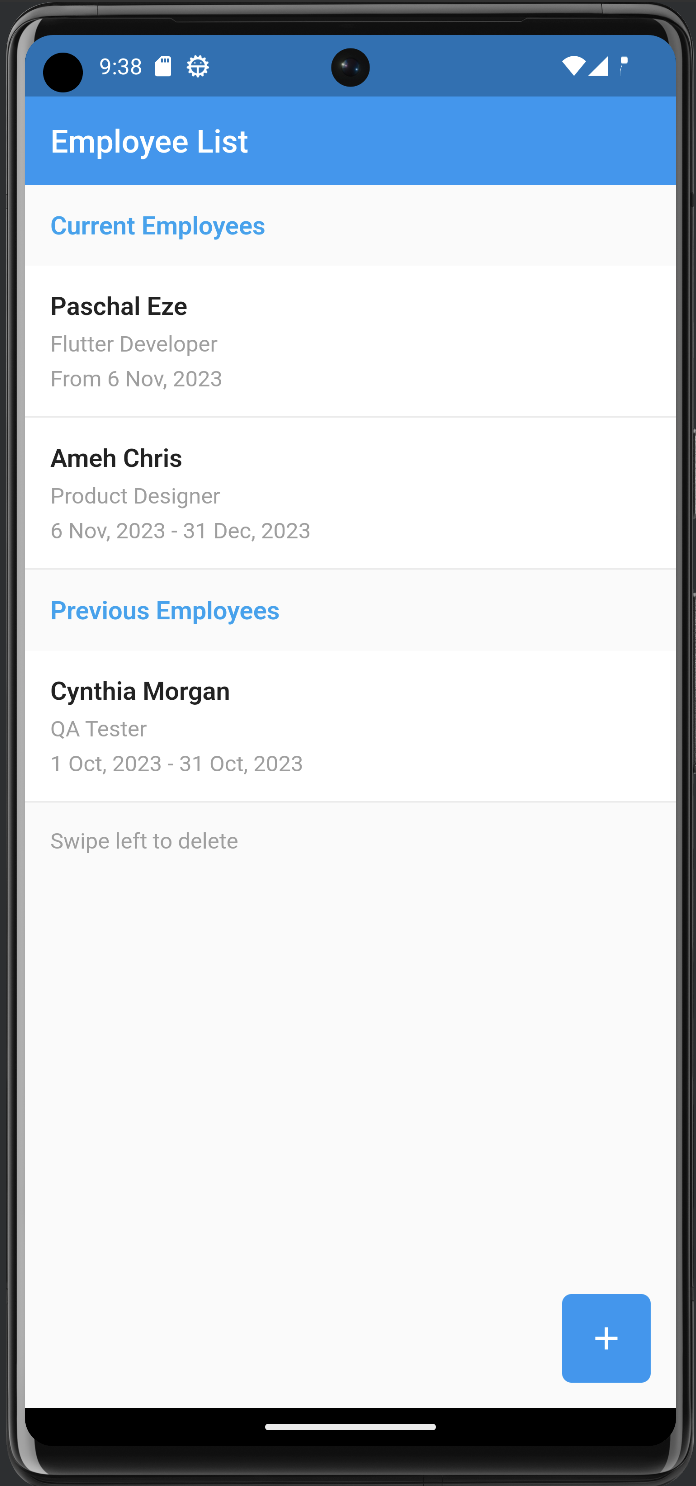 9:38
Employee List
Current Employees
Paschal Eze
Flutter Developer
From 6 Nov, 2023
Ameh Chris
Product Designer
6 Nov, 2023 - 31 Dec, 2023
Previous Employees
Cynthia Morgan
QA Tester
1 Oct, 2023 - 31 Oct, 2023
Swipe left to delete
+